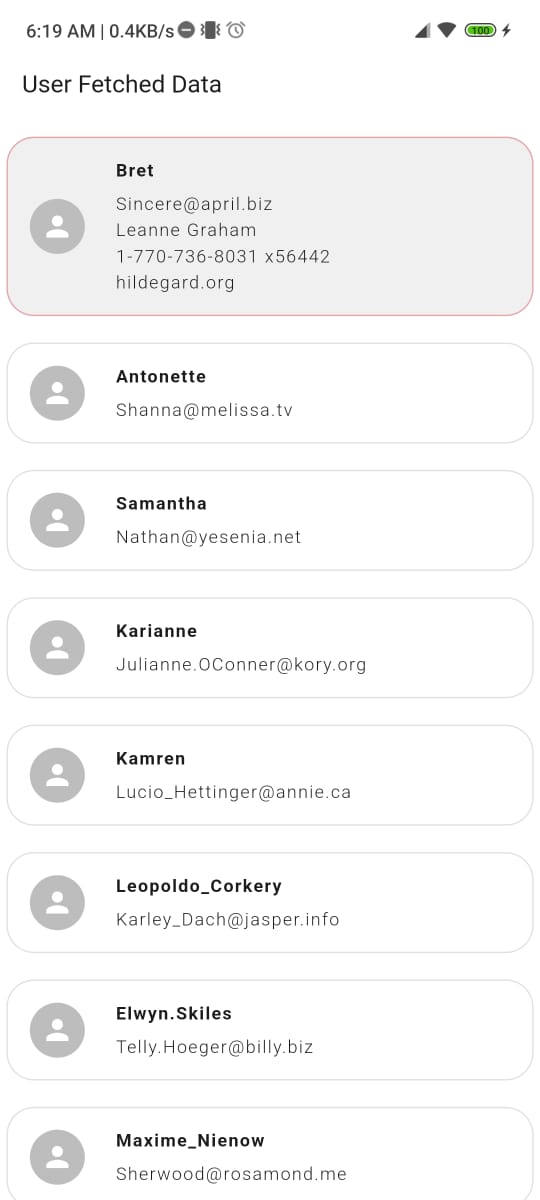 6:19 AM | 0.4KB/s
100
User Fetched Data
Bret
Sincere@april.biz
Leanne Graham
1-770-736-8031 x56442
hildegard.org
Antonette
Shanna@melissa.tv
Samantha
Nathan@yesenia.net
Karianne
Julianne.OConner@kory.org
Kamren
Lucio_Hettinger@annie.ca
Leopoldo_Corkery
Karley_Dach@jasper.info
Elwyn.Skiles
Telly.Hoeger@billy.biz
Maxime_Nienow
Sherwood@rosamond.me